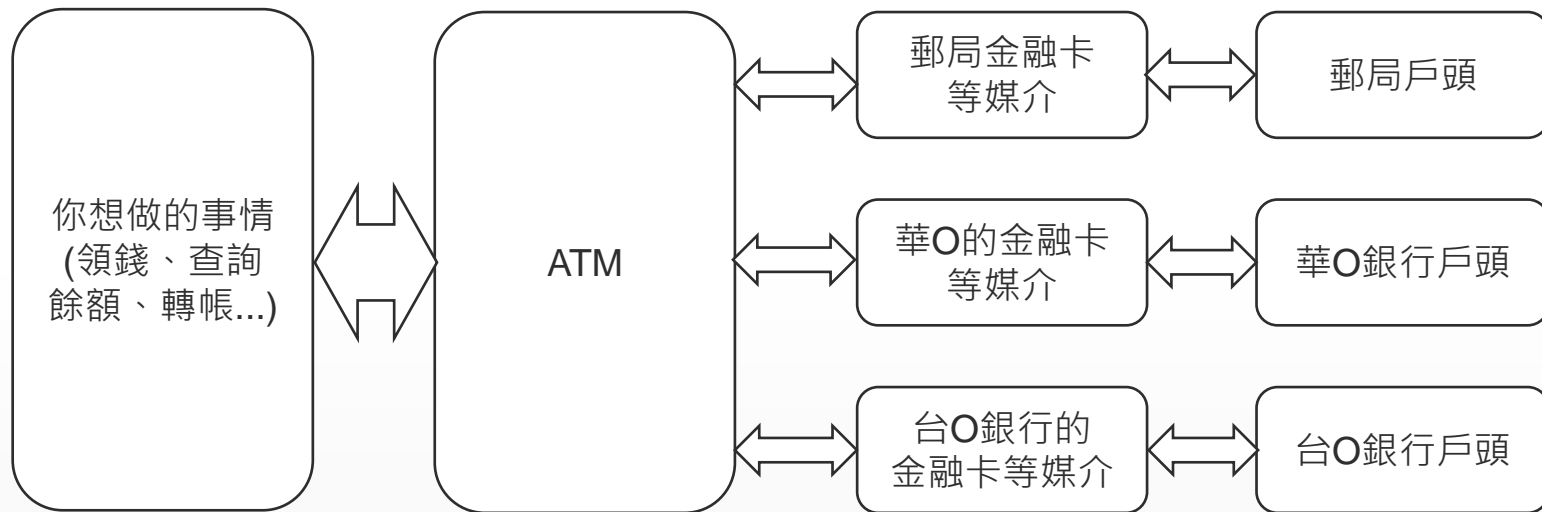 你想做的事情
(領錢、查詢
餘額、轉帳...)
ATM
郵局金融卡
等媒介
郵局戶頭
華O的金融卡
等媒介
華O銀行戶頭
台O銀行的
金融卡等媒介
台O銀行戶頭